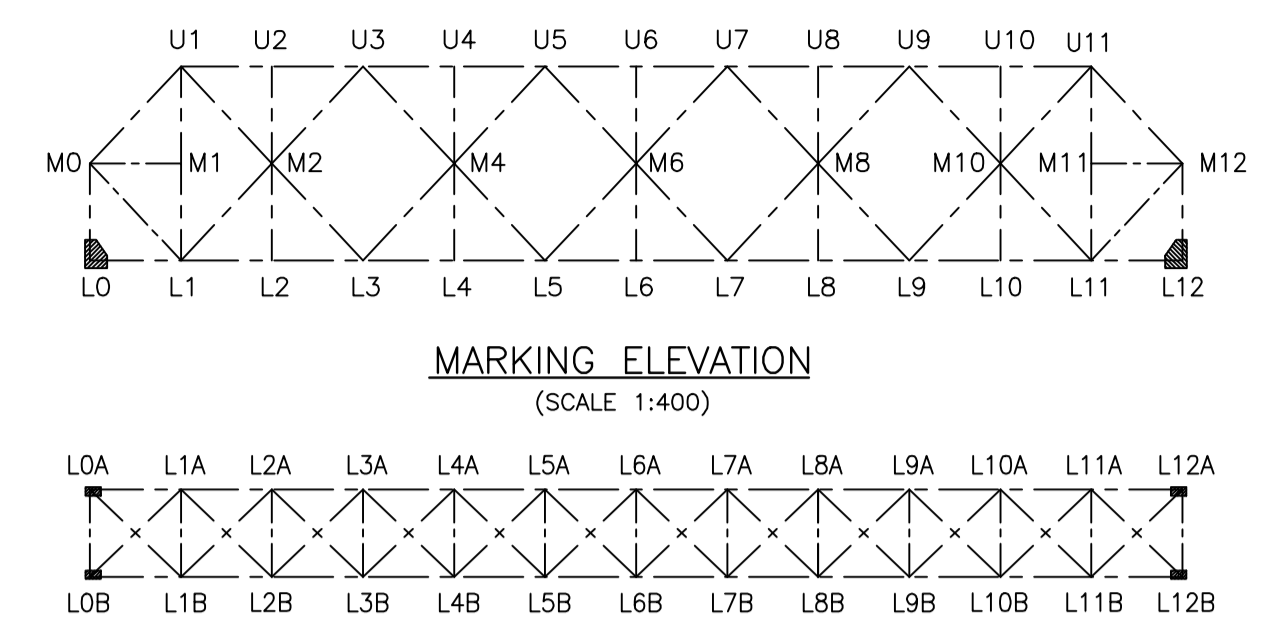 U1 U2 U3 U4 U5 U6 U7 U8 U9 U10 U11
M0 M1 M2 M4 M6 M8 M10 M11 M12
L0 L1 L2 L3 L4 L5 L6 L7 L8 L9 L10 L11 L12
MARKING ELEVATION
(SCALE 1:400)
L0A L1A L2A L3A L4A L5A L6A L7A L8A L9A L10A L11A L12A
L0B L1B L2B L3B L4B L5B L6B L7B L8B L9B L10B L11B L12B